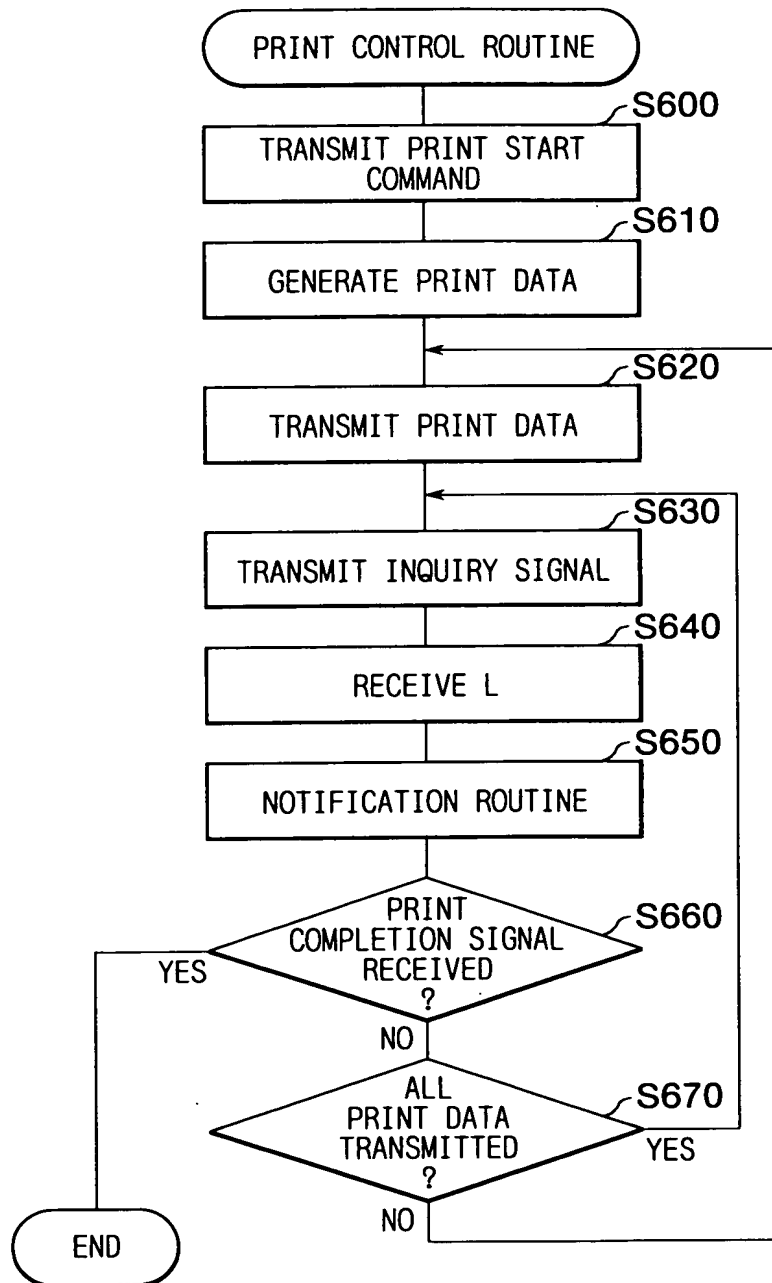 PRINT CONTROL ROUTINE
S600
TRANSMIT PRINT START
COMMAND
S610
GENERATE PRINT DATA
S620
TRANSMIT PRINT DATA
S630
TRANSMIT INQUIRY SIGNAL
S640
RECEIVE L
S650
NOTIFICATION ROUTINE
S660
PRINT
COMPLETION SIGNAL
RECEIVED
?
YES
NO
S670
ALL
PRINT DATA
TRANSMITTED
?
YES
NO
END